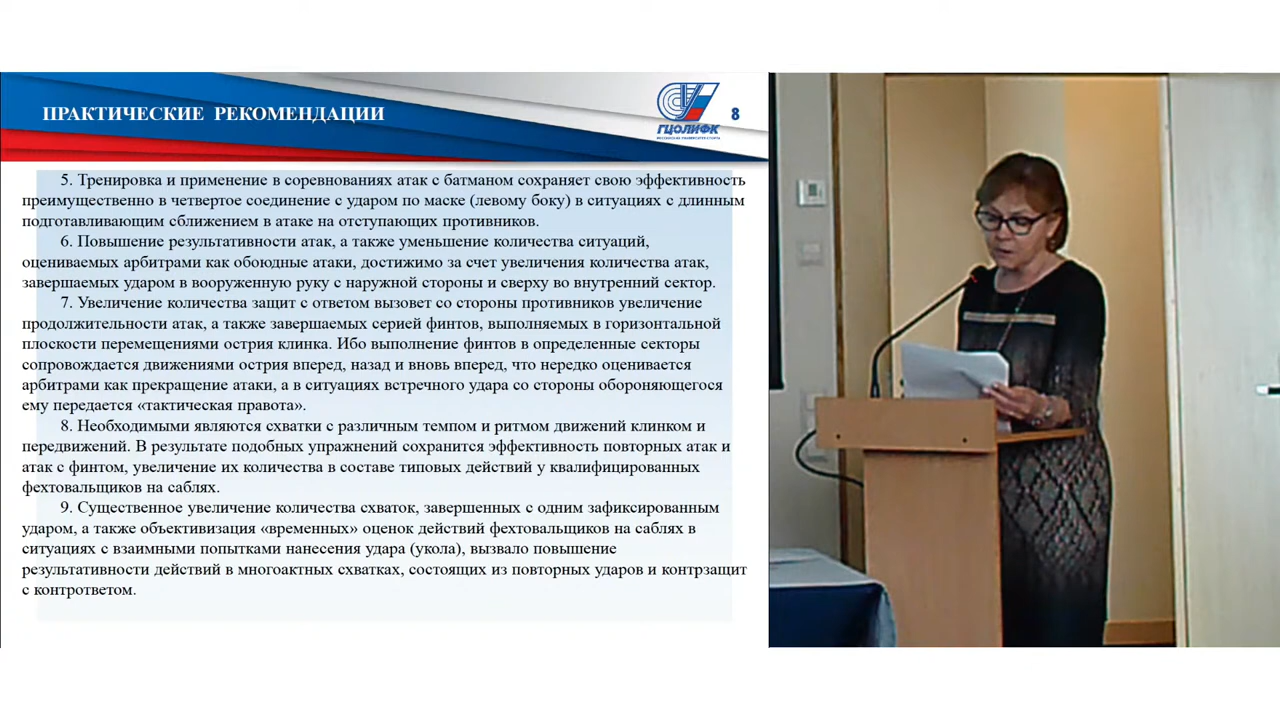 ПРАКТИЧЕСКИЕ РЕКОМЕНДАЦИИ
ГЦОЛИФК
8
5. Тренировка и применение в соревнованиях атак с батманом сохраняет свою эффективность
преимущественно в четвертое соединение с ударом по маске (левому боку) в ситуациях с длинным
подготавливающим сближением в атаке на отступающих противников.
6. Повышение результативности атак, а также уменьшение количества ситуаций,
оцениваемых арбитрами как обоюдные атаки, достижимо за счет увеличения количества атак,
завершаемых ударом в вооруженную руку с наружной стороны и сверху во внутренний сектор.
7. Увеличение количества защит с ответом вызовет со стороны противников увеличение
продолжительности атак, а также завершаемых серией финтов, выполняемых в горизонтальной
плоскости перемещениями острия клинка. Ибо выполнение финтов в определенные секторы
сопровождается движениями острия вперед, назад и вновь вперед, что нередко оценивается
арбитрами как прекращение атаки, а в ситуациях встречного удара со стороны обороняющегося
ему передается «тактическая правота».
8. Необходимыми являются схватки с различным темпом и ритмом движений клинком и
передвижений. В результате подобных упражнений сохранится эффективность повторных атак и
атак с финтом, увеличение их количества в составе типовых действий у квалифицированных
фехтовальщиков на саблях.
9. Существенное увеличение количества схваток, завершенных с одним зафиксированным
ударом, а также объективизация «временных» оценок действий фехтовальщиков на саблях в
ситуациях с взаимными попытками нанесения удара (укола), вызвало повышение
результативности действий в многоактных схватках, состоящих из повторных ударов и контрзащит
с контрответом.